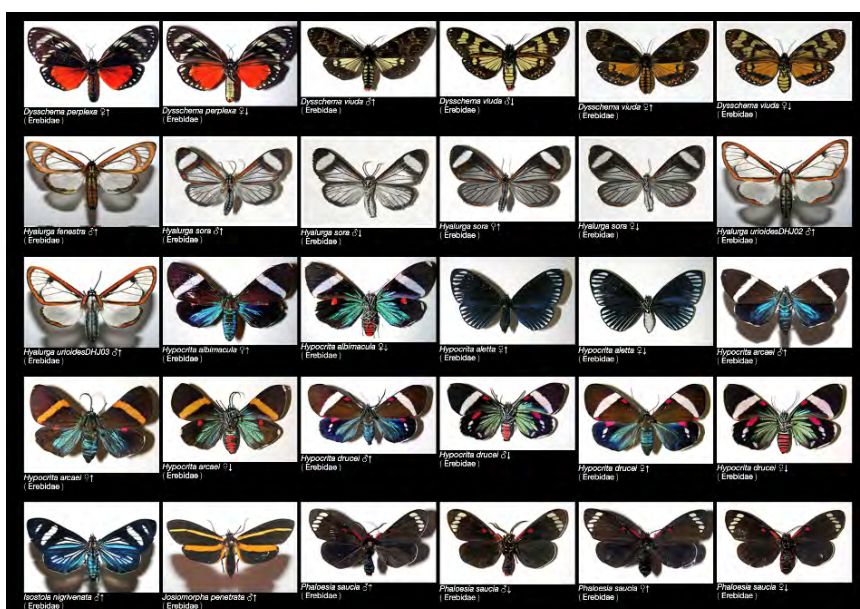 Dysschema perplexa ♀↑
(Erebidae)
Dysschema perplexa ♀↓
(Erebidae)
Dysschema viuda ♂↑
(Erebidae)
Dysschema viuda ♂↓
(Erebidae)
Dysschema viuda ♀↑
(Erebidae)
Dysschema viuda ♀↓
(Erebidae)
Hyalurga fenestra ♂↑
(Erebidae)
Hyalurga sora ♂↑
(Erebidae)
Hyalurga sora ♂↓
(Erebidae)
Hyalurga sora ♀↑
(Erebidae)
Hyalurga sora ♀↓
(Erebidae)
Hyalurga urioidesDHJ02 ♂↑
(Erebidae)
Hyalurga urioidesDHJ03 ♂↑
(Erebidae)
Hypocrita albimacula ♀↑
(Erebidae)
Hypocrita albimacula ♀↓
(Erebidae)
Hypocrita aletta ♀↑
(Erebidae)
Hypocrita aletta ♀↓
(Erebidae)
Hypocrita arcaei ♂↑
(Erebidae)
Hypocrita arcaei ♀↑
(Erebidae)
Hypocrita arcaei ♀↓
(Erebidae)
Hypocrita drucei ♂↑
(Erebidae)
Hypocrita drucei ♂↓
(Erebidae)
Hypocrita drucei ♀↑
(Erebidae)
Hypocrita drucei ♀↓
(Erebidae)
Isostola nigrivenata ♂↑
(Erebidae)
Josiomorpha penetrata ♂↑
(Erebidae)
Phaloesia saucia ♂↑
(Erebidae)
Phaloesia saucia ♂↓
(Erebidae)
Phaloesia saucia ♀↑
(Erebidae)
Phaloesia saucia ♀↓
(Erebidae)